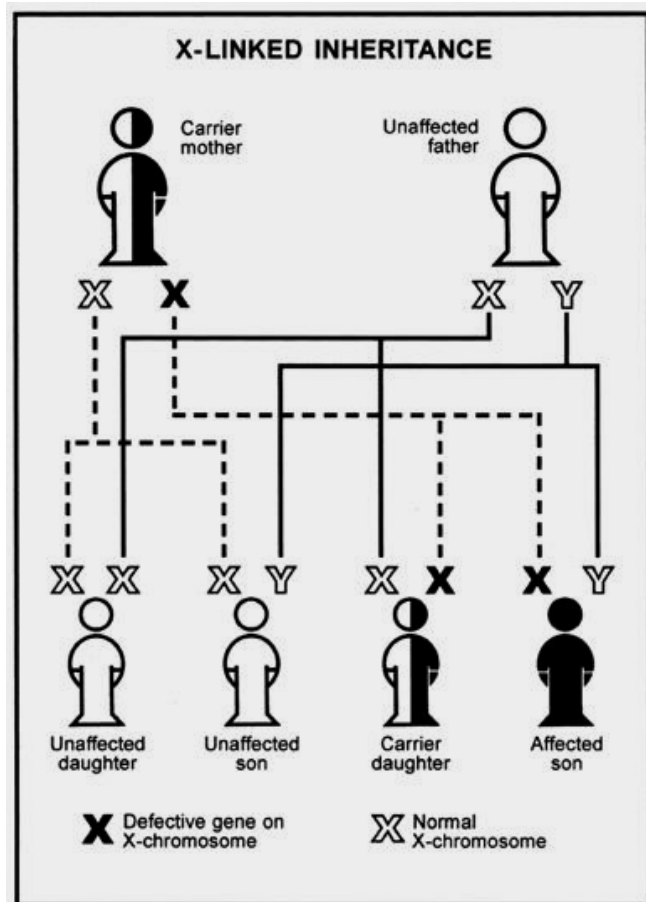 X-LINKED INHERITANCE
Carrier
mother
Unaffected
father
X X X Y
X X X Y X X X Y
Unaffected
daughter
Unaffected
son
Carrier
daughter
Affected
son
X Defective gene on
X-chromosome
X Normal
X-chromosome